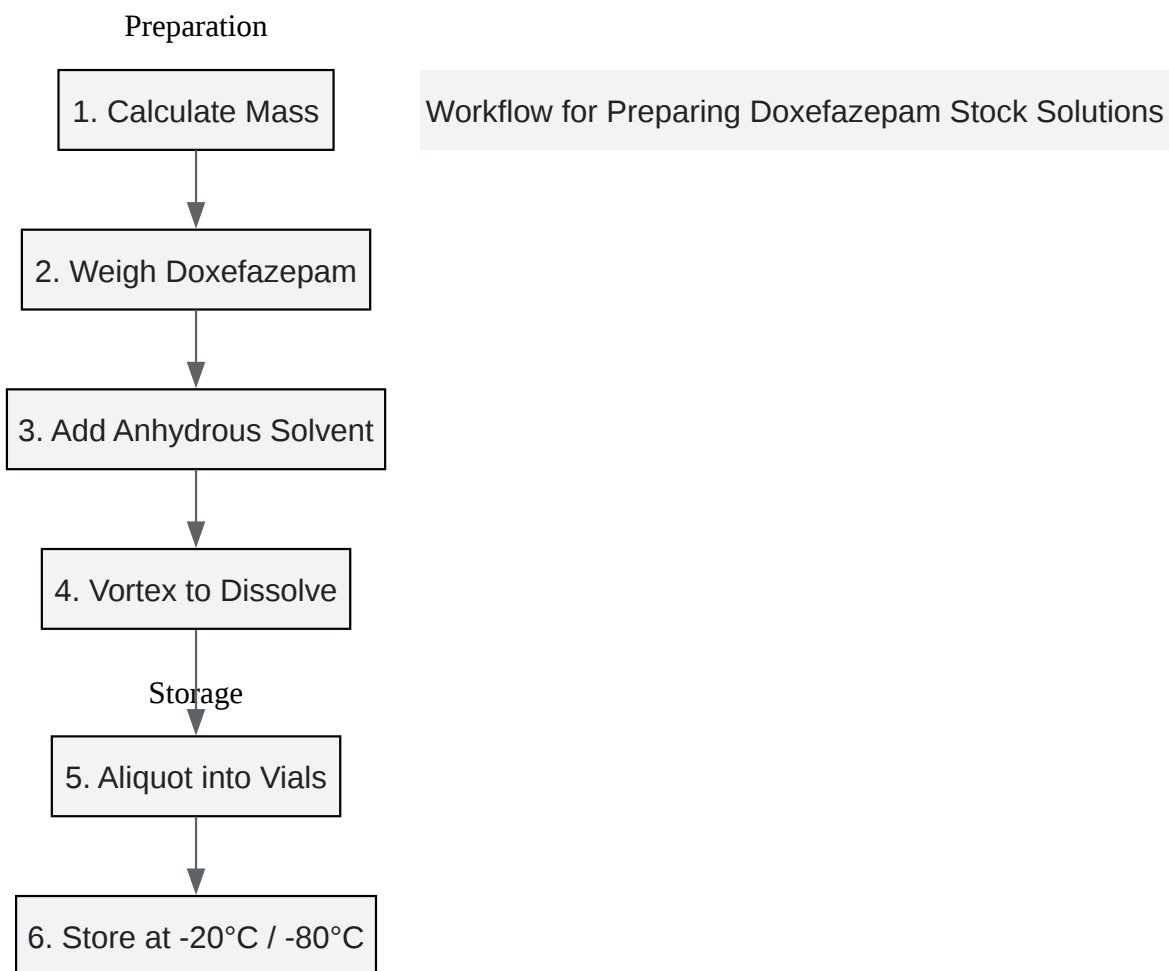 Preparation
1. Calculate Mass
Workflow for Preparing Doxefazepam Stock Solutions
2. Weigh Doxefazepam
3. Add Anhydrous Solvent
4. Vortex to Dissolve
Storage
5. Aliquot into Vials
6. Store at -20°C / -80°C